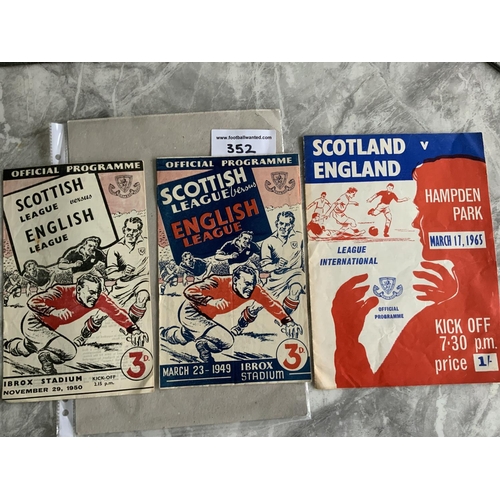 www.footballwanted.com
352
OFFICIAL PROGRAMME
SCOTTISH
LEAGUE versus
ENGLISH
LEAGUE
3D.
IBROX STADIUM KICK-OFF
NOVEMBER 29, 1950 2.15 p.m.
OFFICIAL PROGRAMME
SCOTTISH
LEAGUE versus
ENGLISH
LEAGUE
3D.
MARCH 23-1949 IBROX
STADIUM
SCOTLAND v
ENGLAND
HAMPDEN
PARK
MARCH 17, 1965
LEAGUE
INTERNATIONAL
OFFICIAL
PROGRAMME
KICK OFF
7·30 p.m.
price 1/-